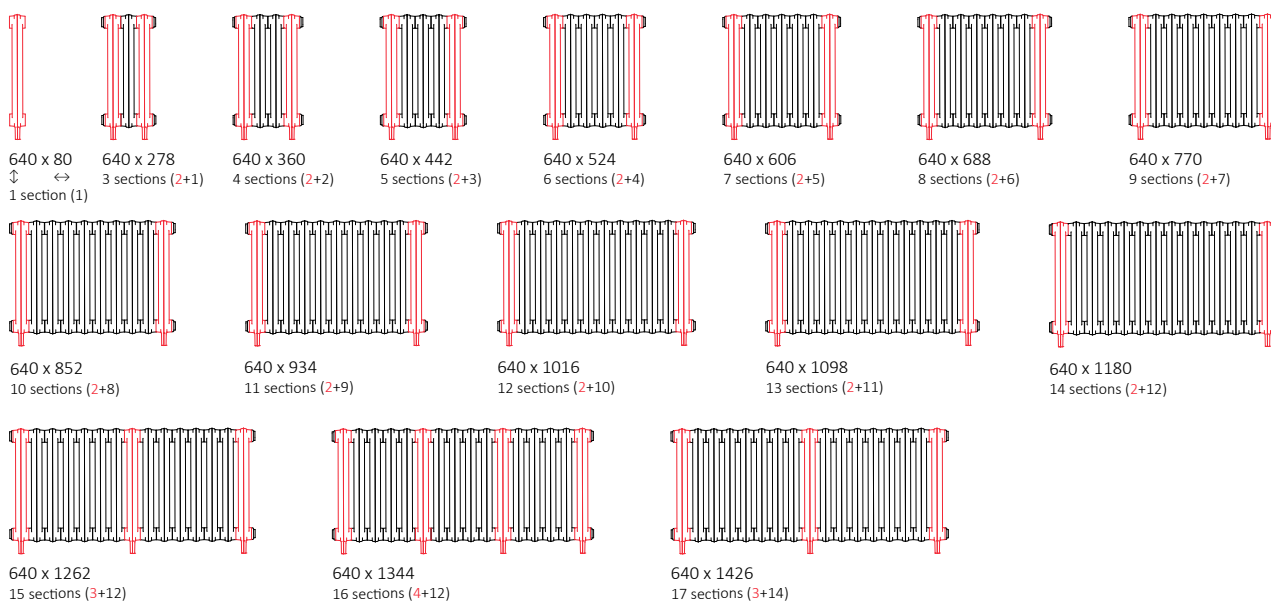 640 x 80
↕ ↔
1 section (1)
640 x 278
3 sections (2+1)
640 x 360
4 sections (2+2)
640 x 442
5 sections (2+3)
640 x 524
6 sections (2+4)
640 x 606
7 sections (2+5)
640 x 688
8 sections (2+6)
640 x 770
9 sections (2+7)
640 x 852
10 sections (2+8)
640 x 934
11 sections (2+9)
640 x 1016
12 sections (2+10)
640 x 1098
13 sections (2+11)
640 x 1180
14 sections (2+12)
640 x 1262
15 sections (3+12)
640 x 1344
16 sections (4+12)
640 x 1426
17 sections (3+14)